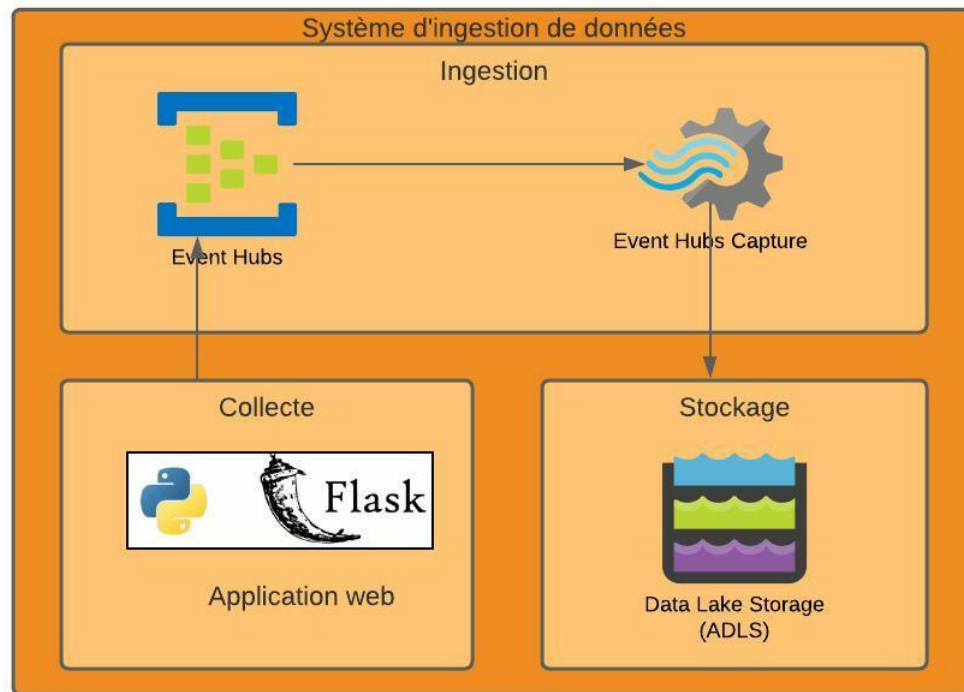 Système d'ingestion de données
Ingestion
Event Hubs
Event Hubs Capture
Collecte
Flask
Application web
Stockage
Data Lake Storage
(ADLS)